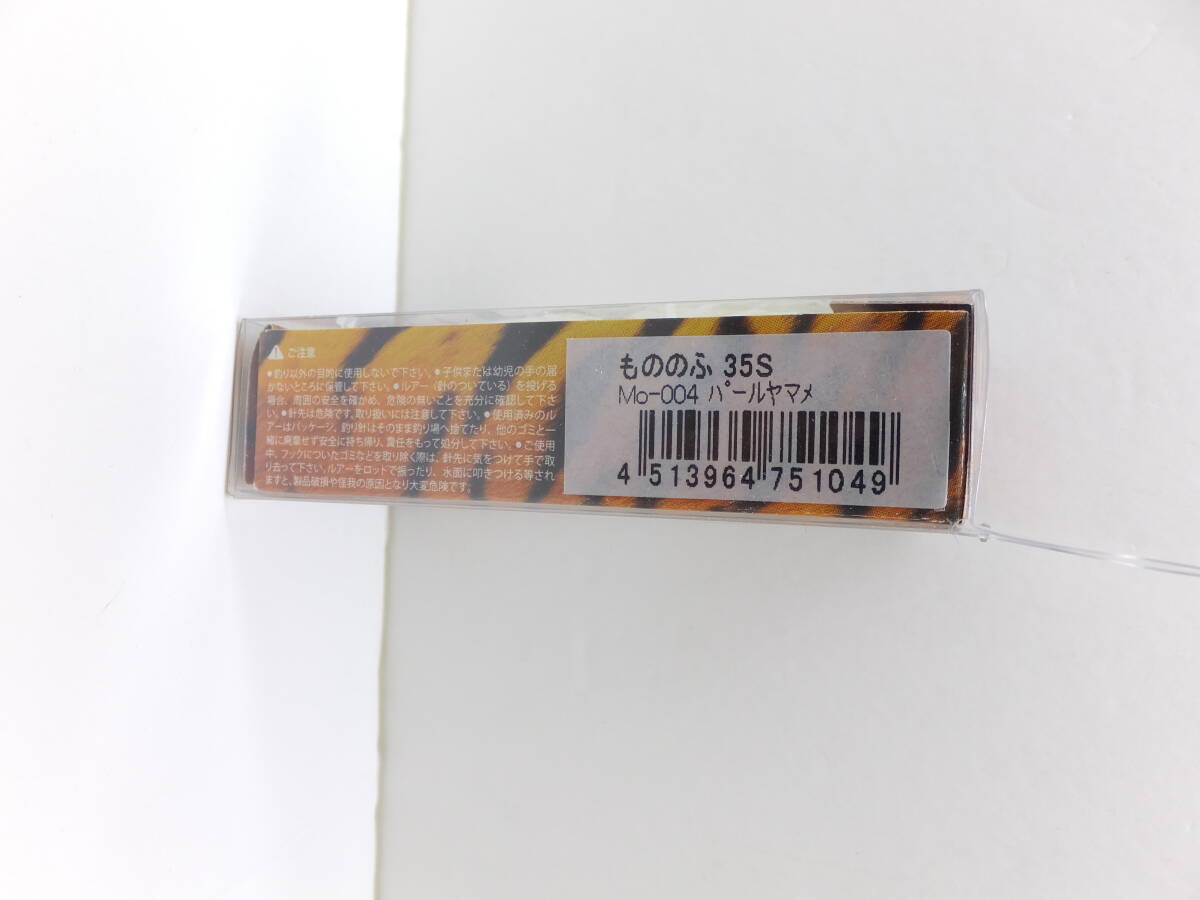 ご注意
●釣り以外の目的に使用しないで下さい。●子供または幼児の手の届
かないところに保管して下さい。●ルアー（針のついている）を投げる
場合、周囲の安全を確かめ、危険の無いことを充分に確認して下さ
い。●針先は危険です、取り扱いには注意して下さい。●使用済みのル
アーはパッケージ、釣り針はそのまま釣り場へ捨てたり、他のゴミと一
緒に廃棄せず安全に持ち帰り、責任をもって処分して下さい。●ご使用
中、フックについたゴミなどを取り除く際は、針先に気をつけて手で取
り去って下さい。ルアーをロッドで振ったり、水面に叩きつける等され
ますと、製品破損や怪我の原因となり大変危険です。
もののふ 35S
Mo-004 ﾊﾟｰﾙヤマメ
4 513964 751049